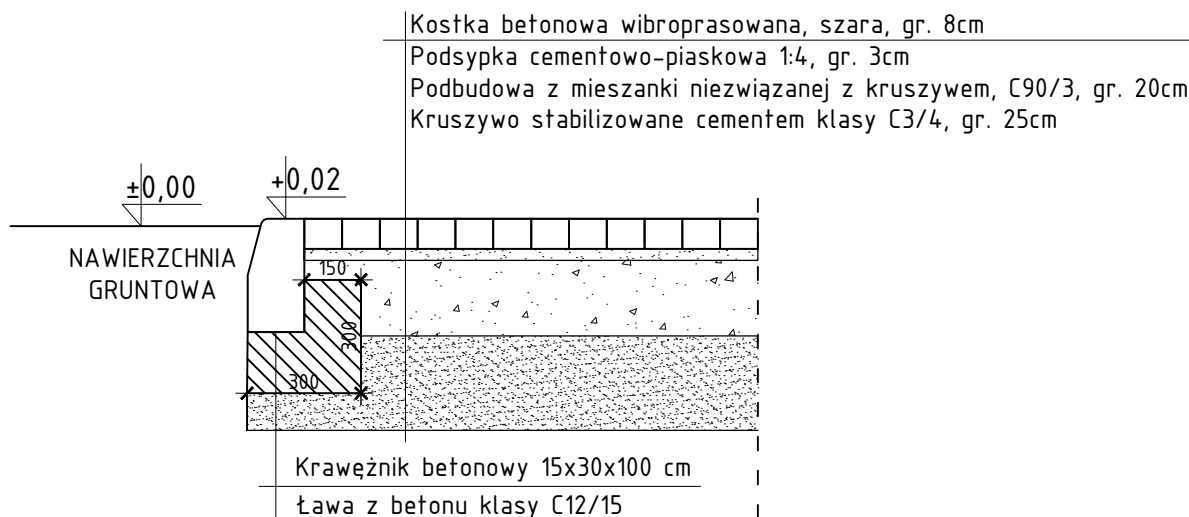 Kostka betonowa wibroprasowana, szara, gr. 8cm
Podsypka cementowo-piaskowa 1:4, gr. 3cm
Podbudowa z mieszanki niezwiązanej z kruszywem, C90/3, gr. 20cm
Kruszywo stabilizowane cementem klasy C3/4, gr. 25cm
±0,00
+0,02
NAWIERZCHNIA
GRUNTOWA
150
300
300
Krawężnik betonowy 15x30x100 cm
Ława z betonu klasy C12/15